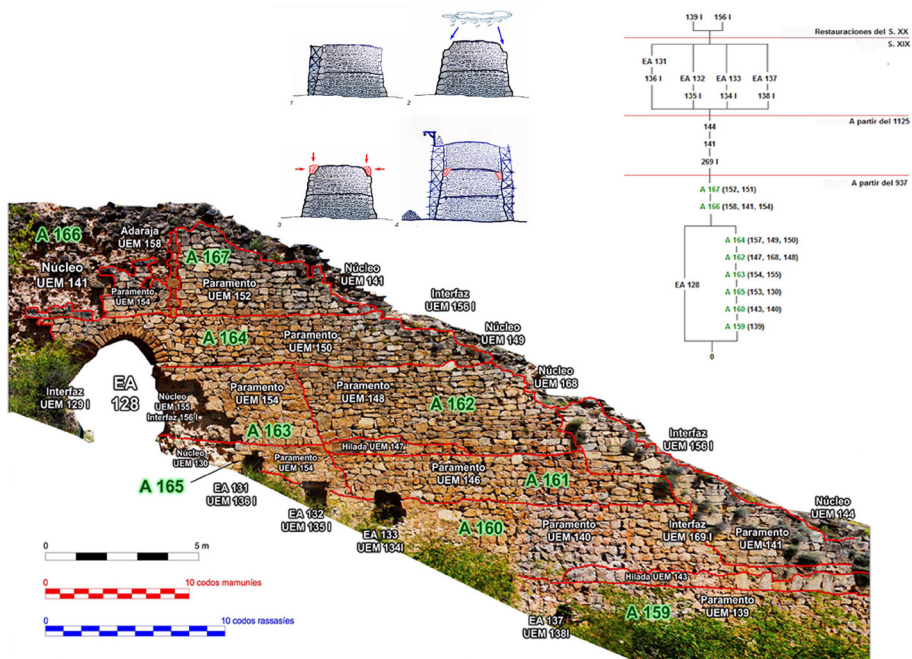 1
2
3
4
139 I 156 I
Restauraciones del S. XX
S. XIX
EA 131
136 I
EA 132
135 I
EA 133
134 I
EA 137
138 I
A partir del 1125
144
141
269 I
A partir del 937
A 167 (152, 151)
A 166 (158, 141, 154)
A 164 (157, 149, 150)
A 162 (147, 168, 148)
A 163 (154, 155)
A 165 (153, 130)
A 160 (143, 140)
A 159 (139)
EA 128
0
A 166
Adaraja
UEM 158
A 167
Núcleo
UEM 141
Paramento
UEM 154
Paramento
UEM 152
Núcleo
UEM 141
Interfaz
UEM 156 I
A 164
Paramento
UEM 150
Núcleo
UEM 149
Interfaz
UEM 129 I
EA
128
Núcleo
UEM 155
Interfaz 156 I
Paramento
UEM 154
Paramento
UEM 148
A 162
Núcleo
UEM 168
A 163
Hilada UEM 147
Interfaz
UEM 156 I
Núcleo
UEM 130
Paramento
UEM 154
Paramento
UEM 146
A 161
A 165
EA 131
UEM 136 I
EA 132
UEM 135 I
EA 133
UEM 134I
A 160
Paramento
UEM 140
Interfaz
UEM 169 I
Paramento
UEM 141
Núcleo
UEM 144
Hilada UEM 143
Paramento
UEM 139
A 159
EA 137
UEM 138I
0 5 m
0 10 codos mamuníes
0 10 codos rassasíes